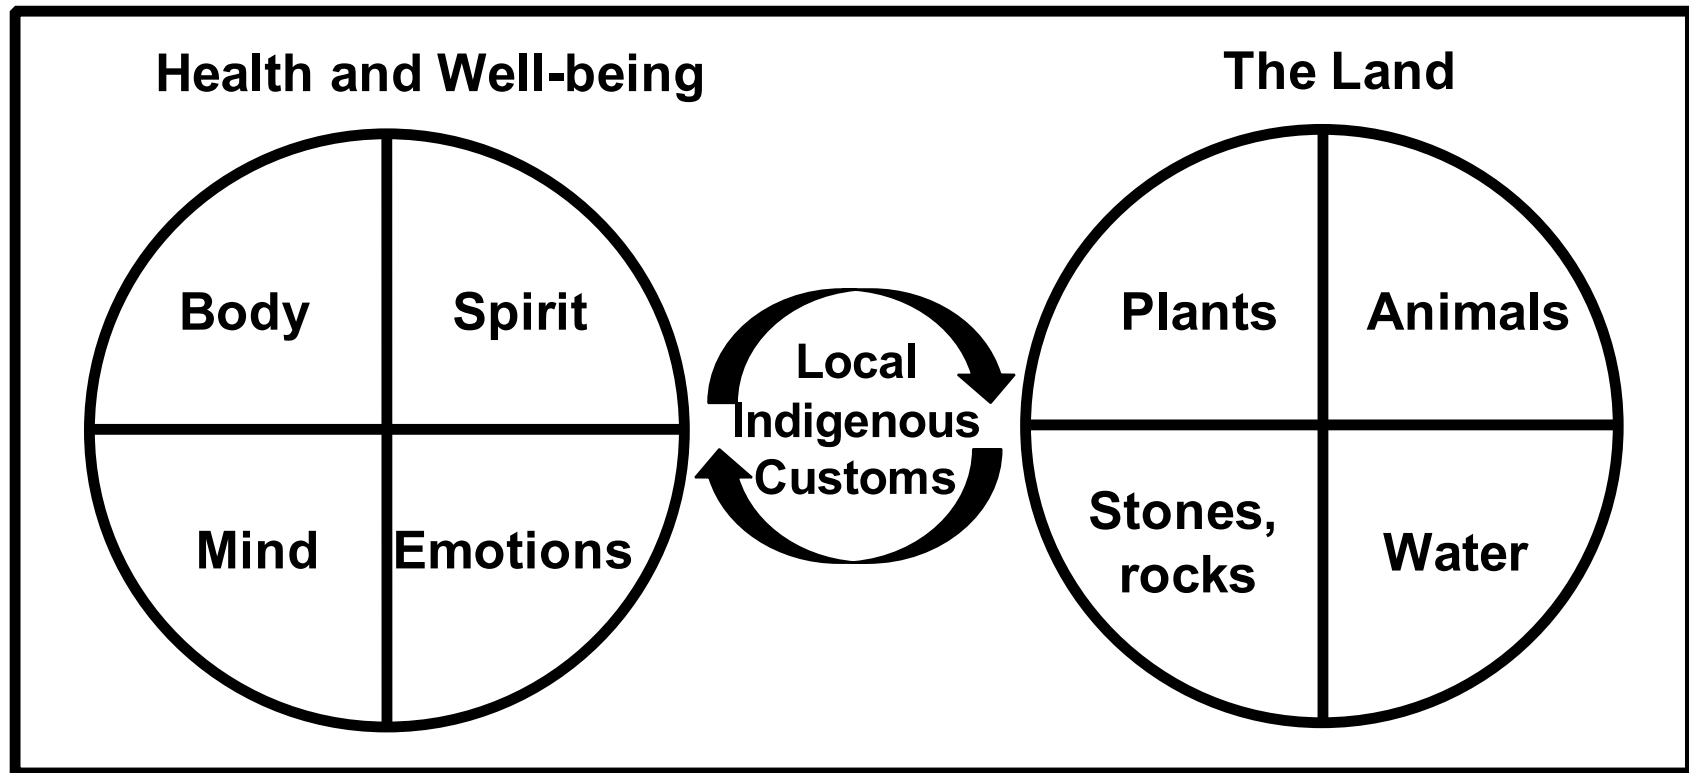 Health and Well-being
The Land
Body
Spirit
Mind
Emotions
Local
Indigenous
Customs
Plants
Animals
Stones,
rocks
Water